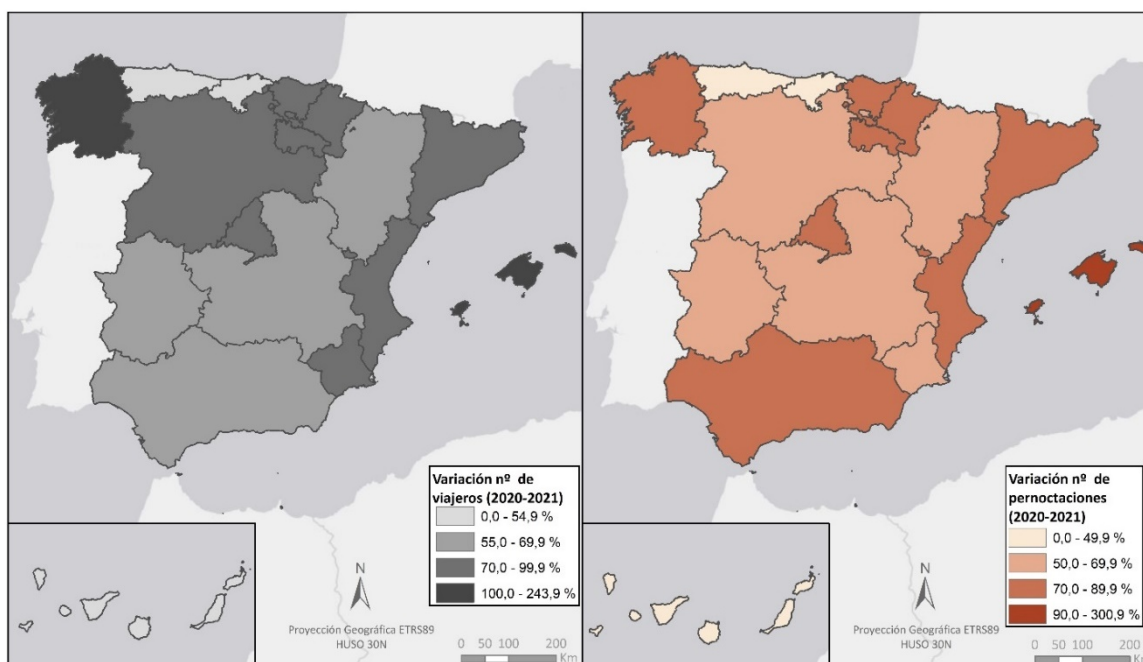 Variación nº de
viajeros (2020-2021)
0,0 - 54,9 %
55,0 - 69,9 %
70,0 - 99,9 %
100,0 - 243,9 %
N
Proyección Geográfica ETRS89
HUSO 30N
0 50 100 200
Km
Variación nº de
pernoctaciones
(2020-2021)
0,0 - 49,9 %
50,0 - 69,9 %
70,0 - 89,9 %
90,0 - 300,9 %
N
Proyección Geográfica ETRS89
HUSO 30N
0 50 100 200